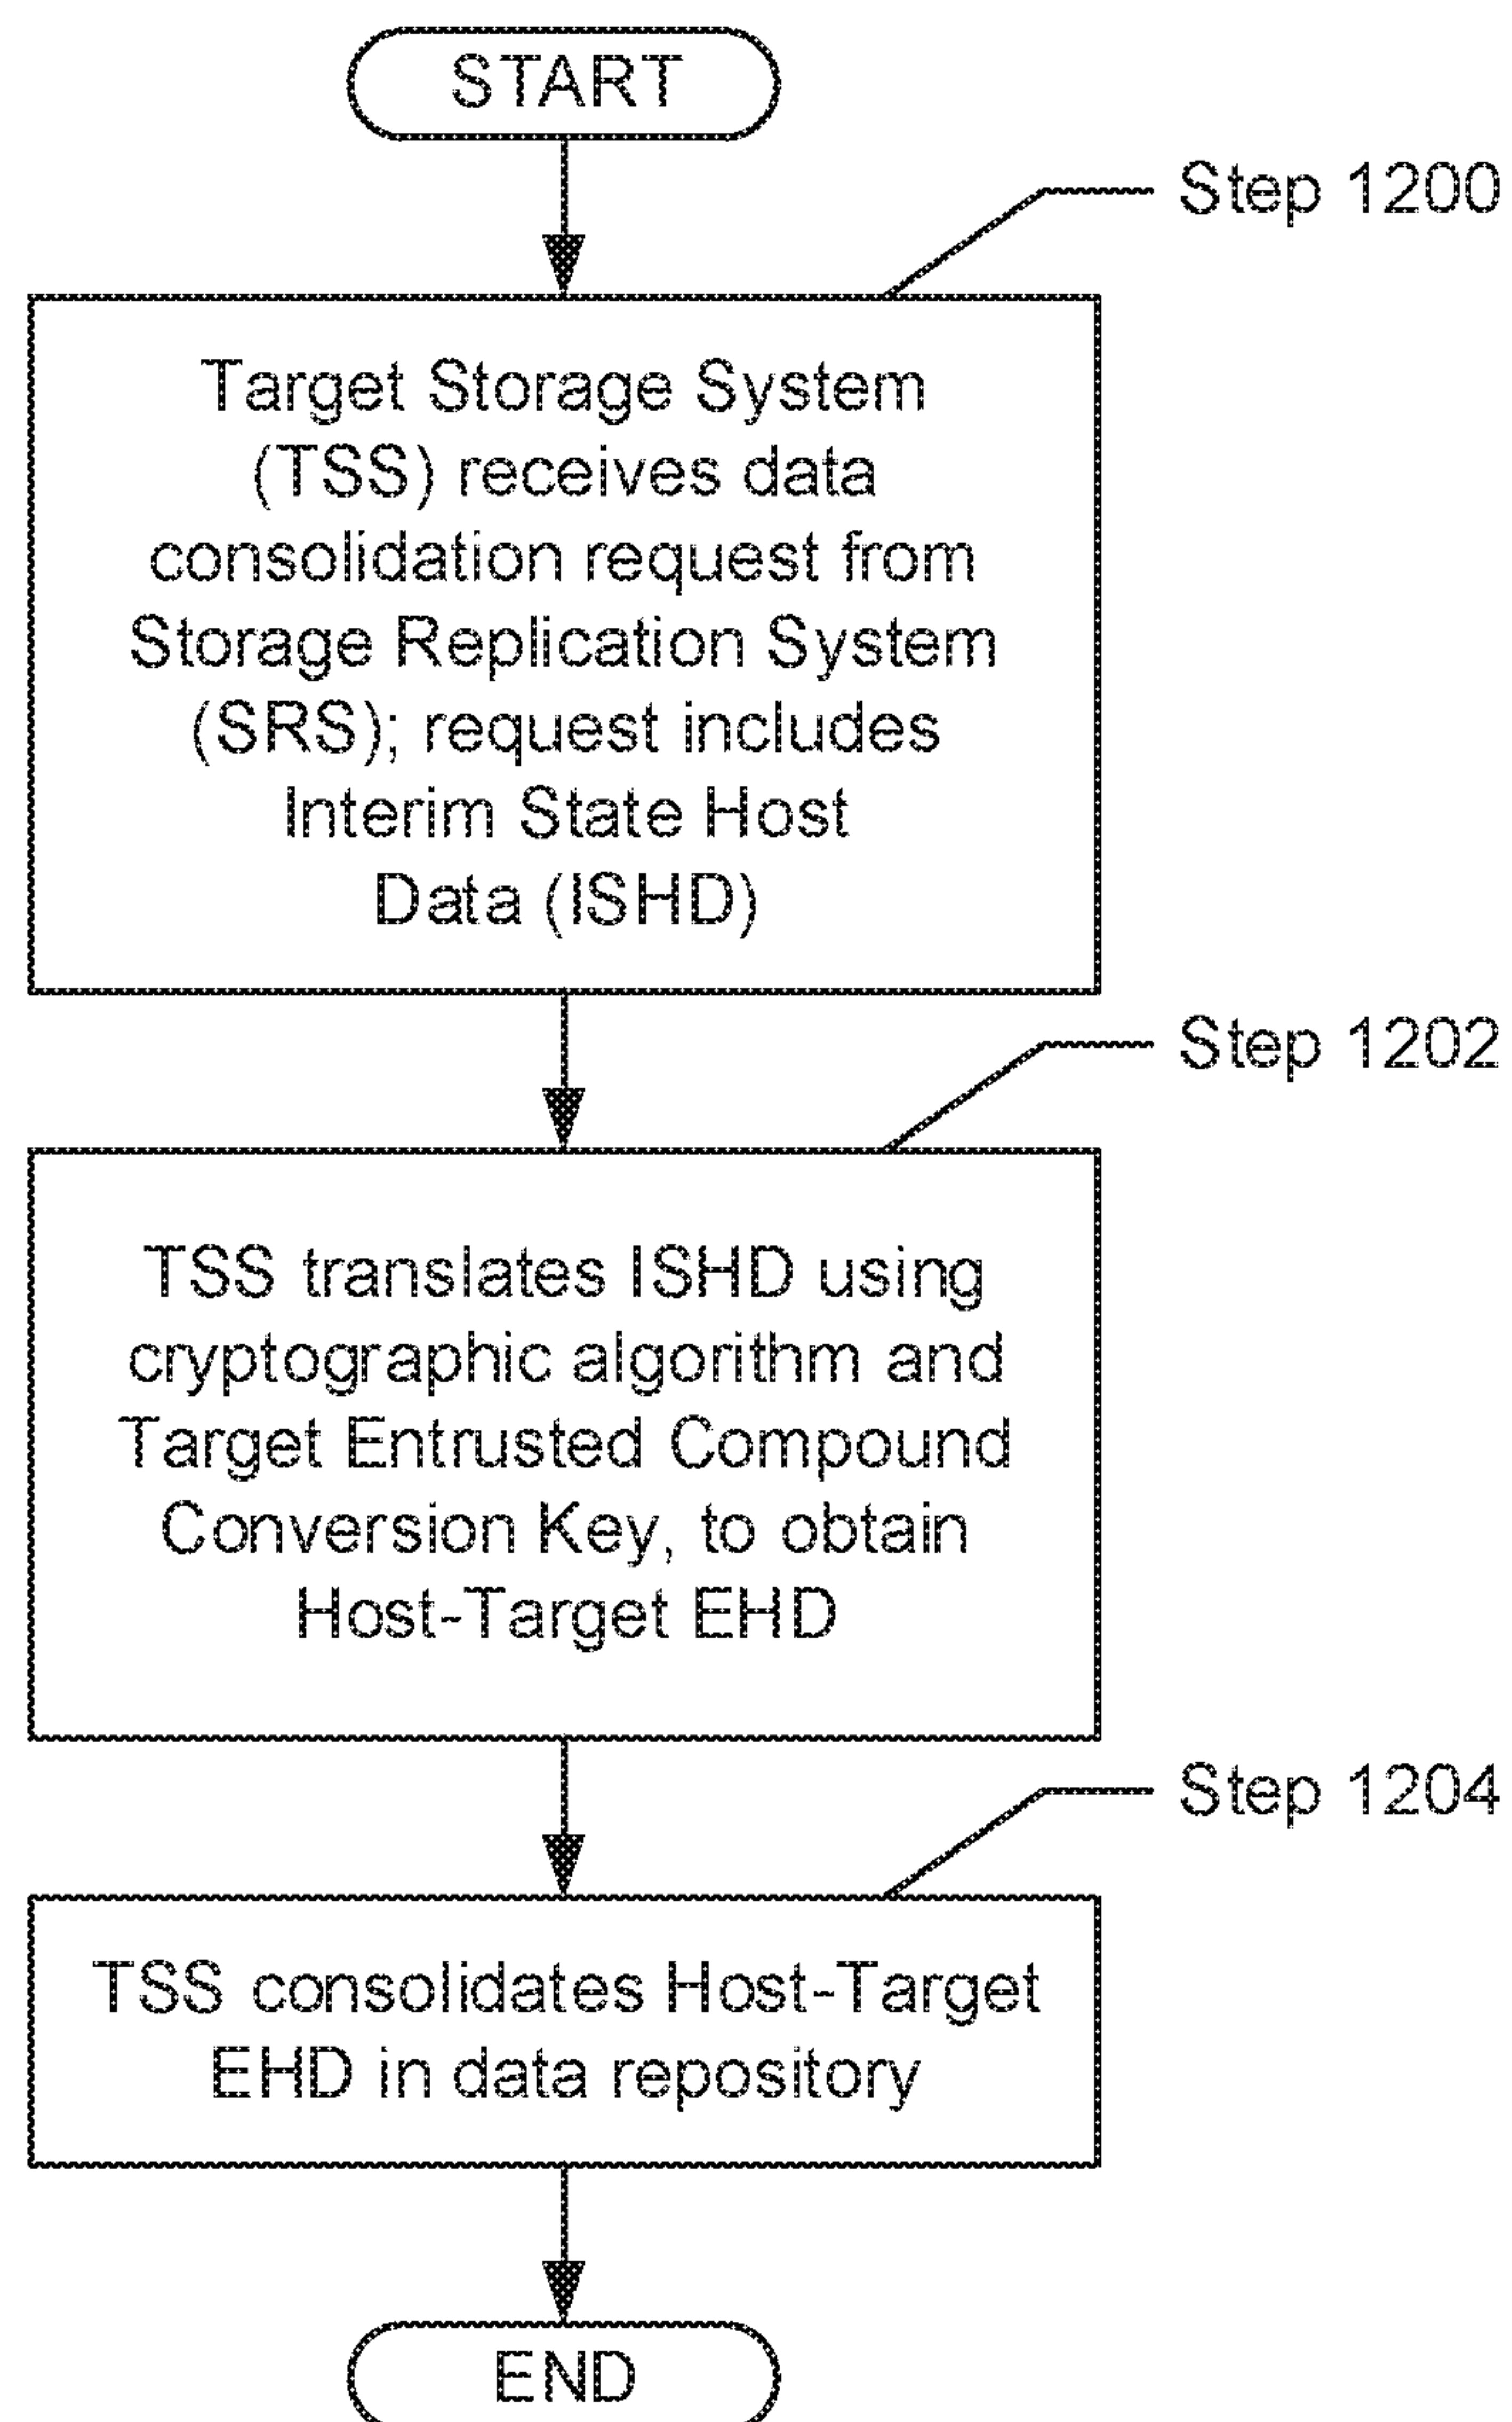 START
Step 1200
Target Storage System
(TSS) receives data
consolidation request from
Storage Replication System
(SRS); request includes
Interim State Host
Data (ISHD)
Step 1202
TSS translates ISHD using
cryptographic algorithm and
Target Entrusted Compound
Conversion Key, to obtain
Host-Target EHD
Step 1204
TSS consolidates Host-Target
EHD in data repository
END